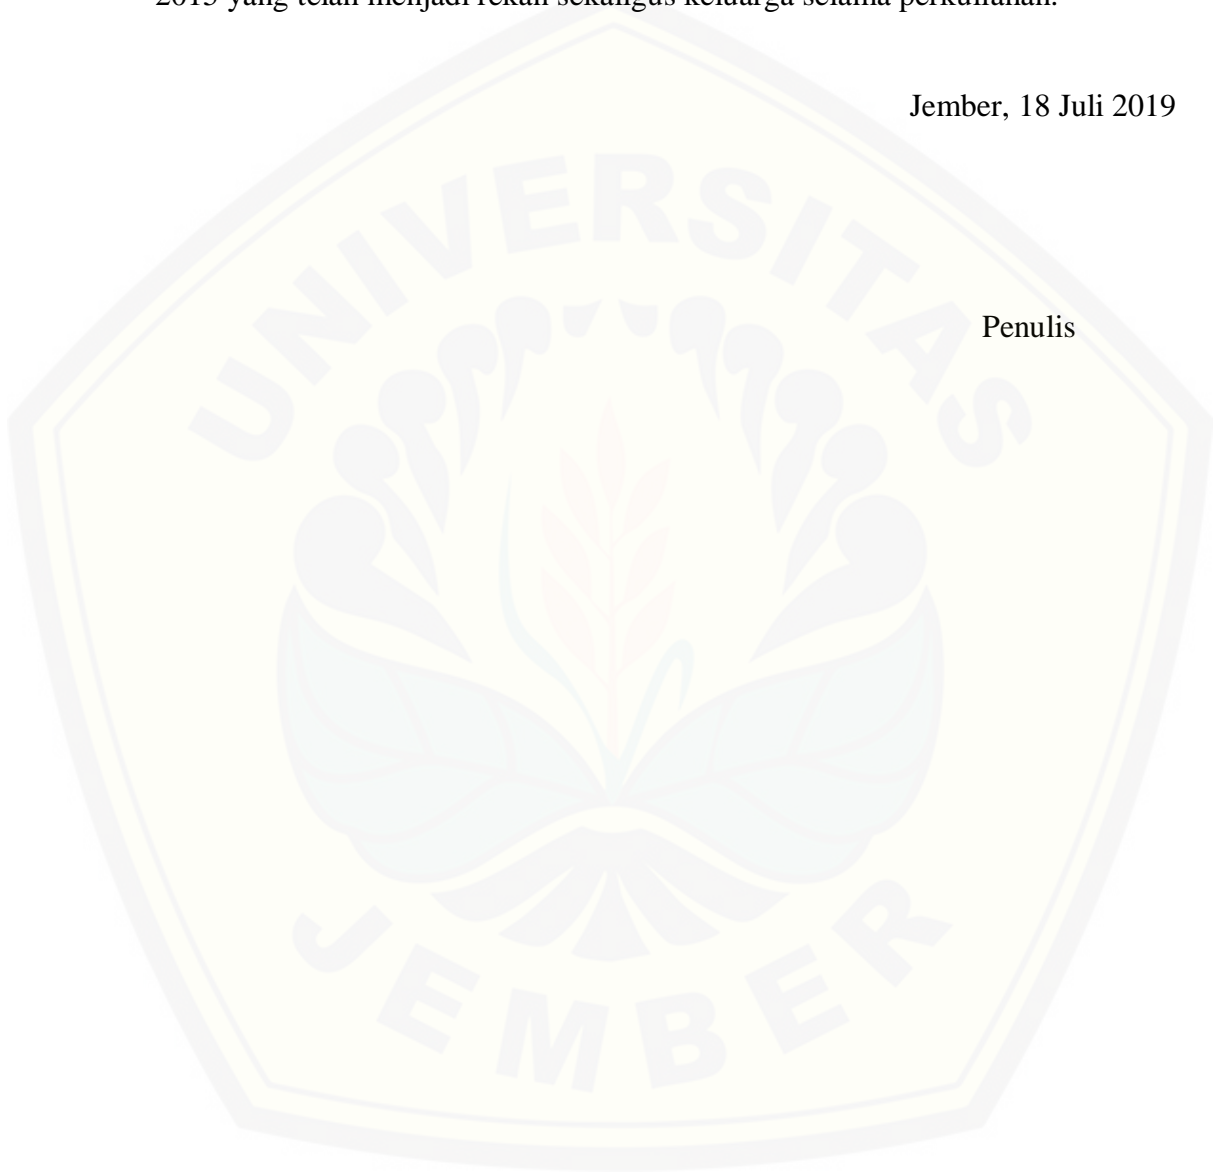 2015 yang telah menjadi rekan sekaligus keluarga selama perkuliahan.
Jember, 18 Juli 2019
Penulis
UNIVERSITAS
JEMBER